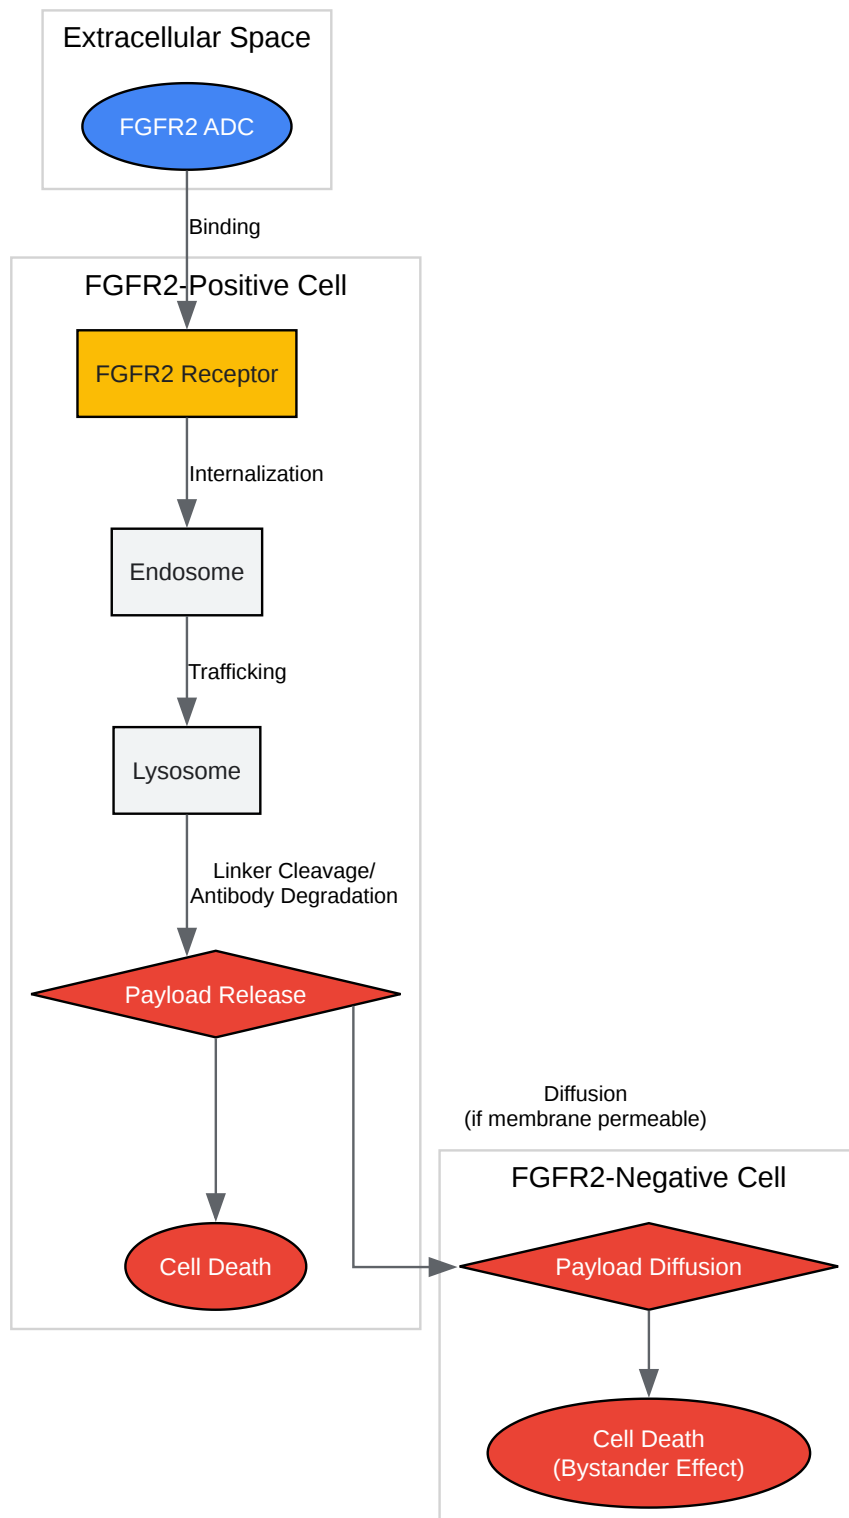 Extracellular Space
FGFR2 ADC
Binding
FGFR2-Positive Cell
FGFR2 Receptor
Internalization
Endosome
Trafficking
Lysosome
Linker Cleavage/
Antibody Degradation
Payload Release
Diffusion
(if membrane permeable)
FGFR2-Negative Cell
Cell Death
Payload Diffusion
Cell Death
(Bystander Effect)